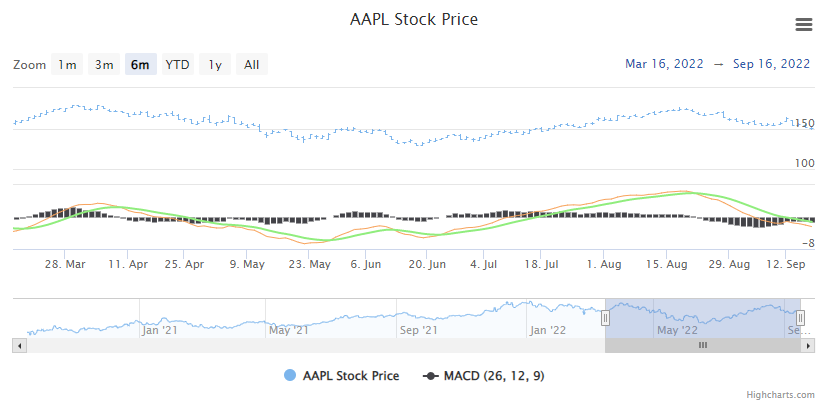 AAPL Stock Price
Zoom 1m 3m 6m YTD 1y All Mar 16, 2022 → Sep 16, 2022
150
100
-8
28. Mar 11. Apr 25. Apr 9. May 23. May 6. Jun 20. Jun 4. Jul 18. Jul 1. Aug 15. Aug 29. Aug 12. Sep
Jan '21 May '21 Sep '21 Jan '22 May '22 Se…
AAPL Stock Price MACD (26, 12, 9)
Highcharts.com